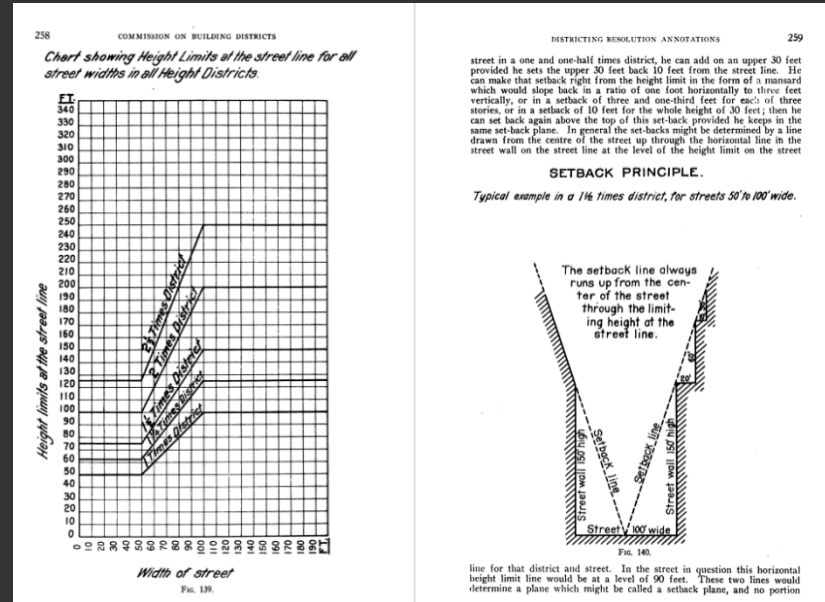 258
COMMISSION ON BUILDING DISTRICTS
Chart showing Height Limits at the street line for all
street widths in all Height Districts.
FT.
340
330
320
310
300
290
280
270
260
250
240
230
220
210
200
190
180
170
160
150
140
130
120
110
100
90
80
70
60
50
40
30
20
10
0
Height limits at the street line
2½ Times District
2 Times District
1½ Times District
1¼ Times District
1 Times District
0 10 20 30 40 50 60 70 80 90 100 110 120 130 140 150 160 170 180 190 FT.
Width of street
FIG. 139.
DISTRICTING RESOLUTION ANNOTATIONS
259
street in a one and one-half times district, he can add on an upper 30 feet
provided he sets the upper 30 feet back 10 feet from the street line. He
can make that setback right from the height limit in the form of a mansard
which would slope back in a ratio of one foot horizontally to three feet
vertically, or in a setback of three and one-third feet for each of three
stories, or in a setback of 10 feet for the whole height of 30 feet; then he
can set back again above the top of this set-back provided he keeps in the
same set-back plane. In general the set-backs might be determined by a line
drawn from the centre of the street up through the horizontal line in the
street wall on the street line at the level of the height limit on the street
SETBACK PRINCIPLE.
Typical example in a 1½ times district, for streets 50' to 100' wide.
The setback line always
runs up from the cen-
ter of the street
through the limit-
ing height at the
street line.
20'
Street wall 150' high
Setback line
Setback line
Street wall 150' high
Street 100' wide
FIG. 140.
line for that district and street. In the street in question this horizontal
height limit line would be at a level of 90 feet. These two lines would
determine a plane which might be called a setback plane, and no portion